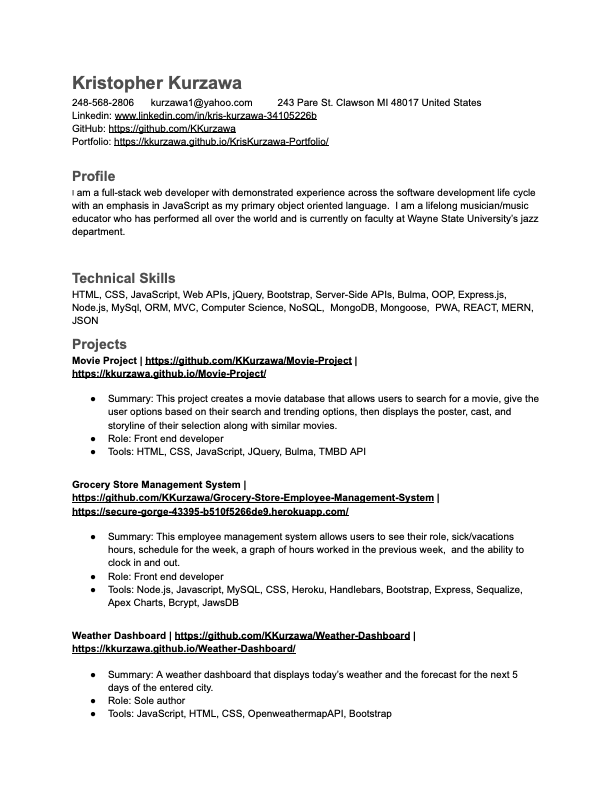 Kristopher Kurzawa
248-568-2806 kurzawa1@yahoo.com 243 Pare St. Clawson MI 48017 United States
Linkedin: www.linkedin.com/in/kris-kurzawa-34105226b
GitHub: https://github.com/KKurzawa
Portfolio: https://kkurzawa.github.io/KrisKurzawa-Portfolio/
Profile
I am a full-stack web developer with demonstrated experience across the software development life cycle
with an emphasis in JavaScript as my primary object oriented language. I am a lifelong musician/music
educator who has performed all over the world and is currently on faculty at Wayne State University's jazz
department.
Technical Skills
HTML, CSS, JavaScript, Web APIs, jQuery, Bootstrap, Server-Side APIs, Bulma, OOP, Express.js,
Node.js, MySql, ORM, MVC, Computer Science, NoSQL, MongoDB, Mongoose, PWA, REACT, MERN,
JSON
Projects
Movie Project | https://github.com/KKurzawa/Movie-Project |
https://kkurzawa.github.io/Movie-Project/
● Summary: This project creates a movie database that allows users to search for a movie, give the
user options based on their search and trending options, then displays the poster, cast, and
storyline of their selection along with similar movies.
● Role: Front end developer
● Tools: HTML, CSS, JavaScript, JQuery, Bulma, TMBD API
Grocery Store Management System |
https://github.com/KKurzawa/Grocery-Store-Employee-Management-System |
https://secure-gorge-43395-b510f5266de9.herokuapp.com/
● Summary: This employee management system allows users to see their role, sick/vacations
hours, schedule for the week, a graph of hours worked in the previous week, and the ability to
clock in and out.
● Role: Front end developer
● Tools: Node.js, Javascript, MySQL, CSS, Heroku, Handlebars, Bootstrap, Express, Sequalize,
Apex Charts, Bcrypt, JawsDB
Weather Dashboard | https://github.com/KKurzawa/Weather-Dashboard |
https://kkurzawa.github.io/Weather-Dashboard/
● Summary: A weather dashboard that displays today's weather and the forecast for the next 5
days of the entered city.
● Role: Sole author
● Tools: JavaScript, HTML, CSS, OpenweathermapAPI, Bootstrap